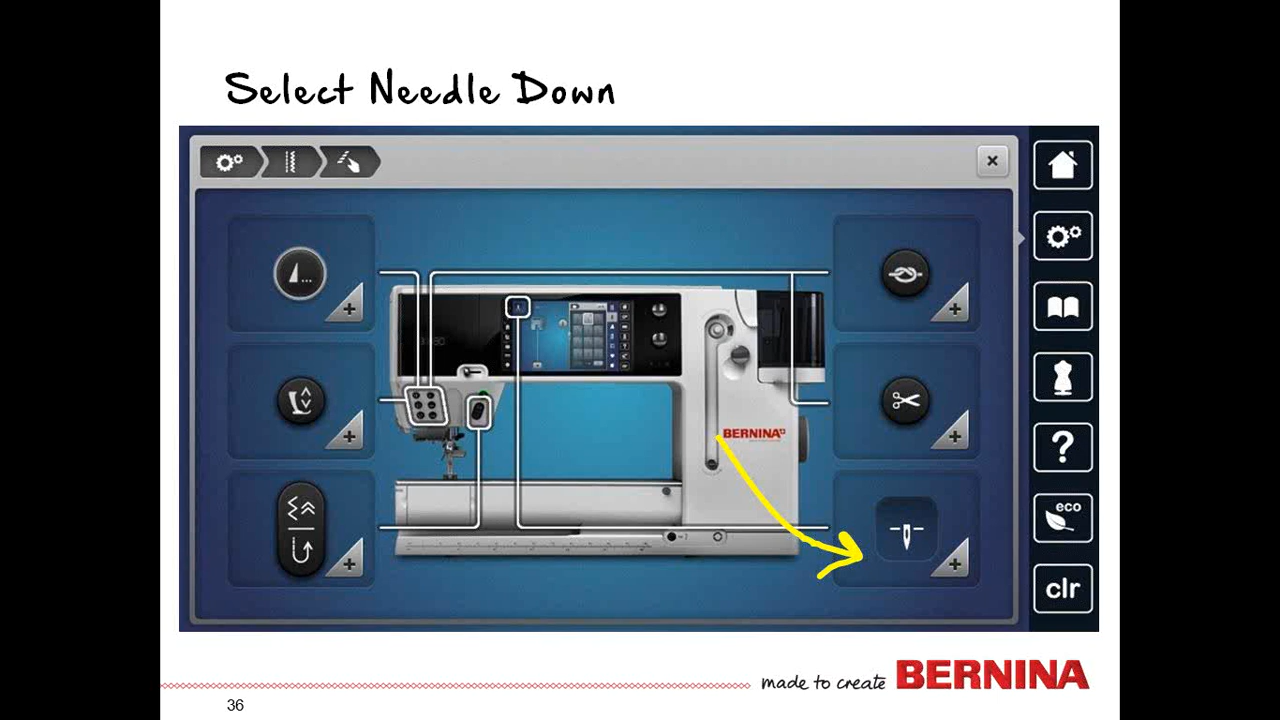 Select Needle Down
BERNINA
eco
clr
made to create BERNINA
36